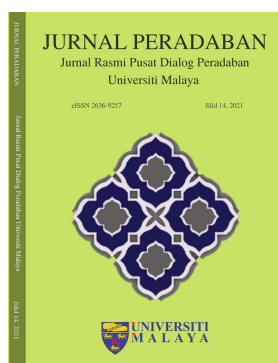 JURNAL PERADABAN
Jurnal Rasmi Pusat Dialog Peradaban Universiti Malaya
Jilid 14, 2021
JURNAL PERADABAN
Jurnal Rasmi Pusat Dialog Peradaban
Universiti Malaya
eISSN 2636-9257
Jilid 14, 2021
UNIVERSITI
MALAYA